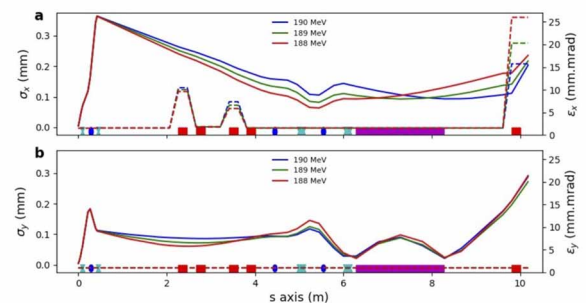 a
190 MeV
189 MeV
188 MeV
σx (mm)
0.3
0.2
0.1
0.0
εx (mm.mrad)
25
20
15
10
5
0
b
190 MeV
189 MeV
188 MeV
σy (mm)
0.3
0.2
0.1
0.0
εy (mm.mrad)
25
20
15
10
5
0
0 2 4 6 8 10
s axis (m)